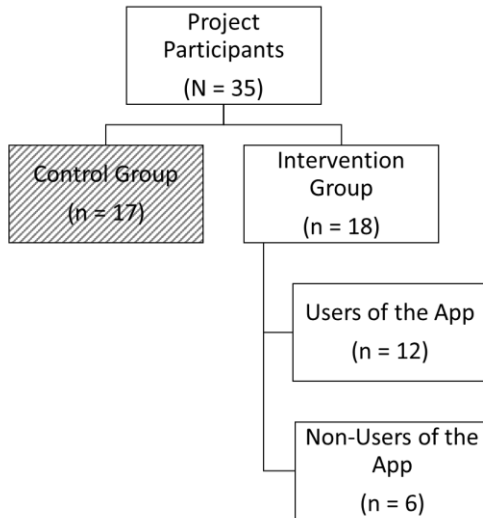 Project
Participants
(N = 35)
Control Group
(n = 17)
Intervention
Group
(n = 18)
Users of the App
(n = 12)
Non-Users of the
App
(n = 6)